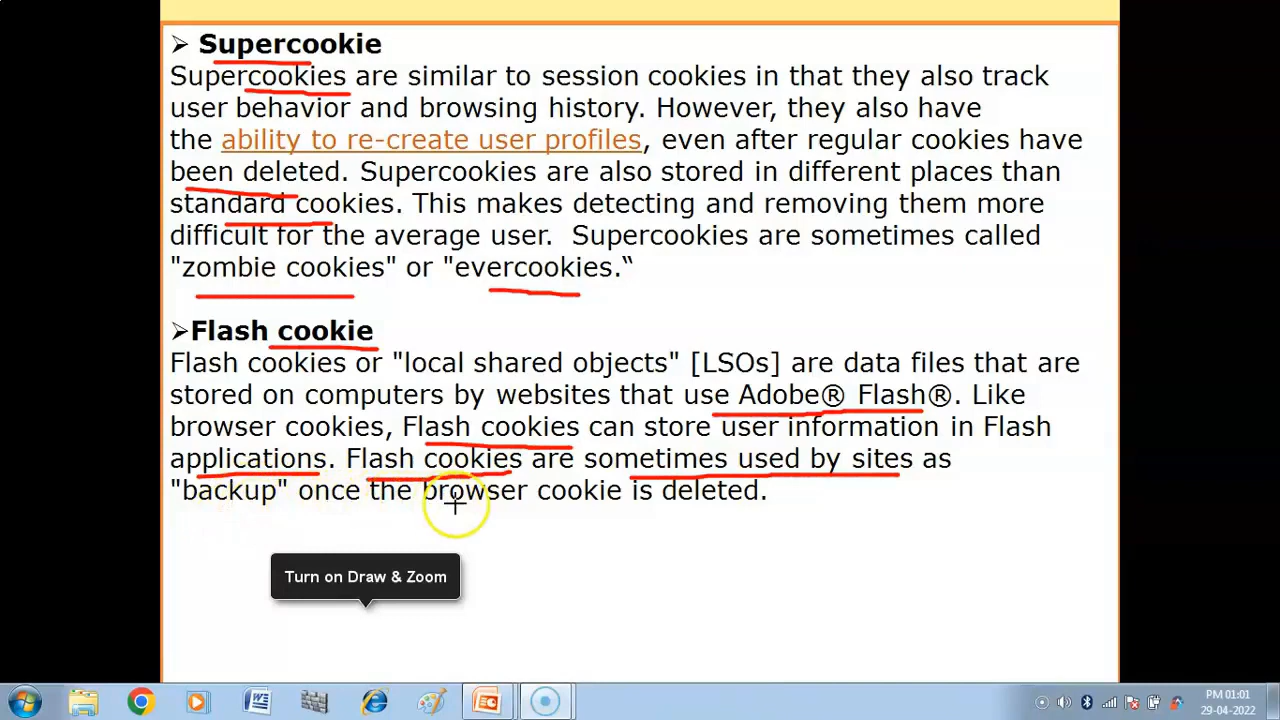 ➢ Supercookie
Supercookies are similar to session cookies in that they also track
user behavior and browsing history. However, they also have
the ability to re-create user profiles, even after regular cookies have
been deleted. Supercookies are also stored in different places than
standard cookies. This makes detecting and removing them more
difficult for the average user.  Supercookies are sometimes called
"zombie cookies" or "evercookies.“
➢Flash cookie
Flash cookies or "local shared objects" [LSOs] are data files that are
stored on computers by websites that use Adobe® Flash®. Like
browser cookies, Flash cookies can store user information in Flash
applications. Flash cookies are sometimes used by sites as
"backup" once the browser cookie is deleted.
Turn on Draw & Zoom
PM 01:01
29-04-2022